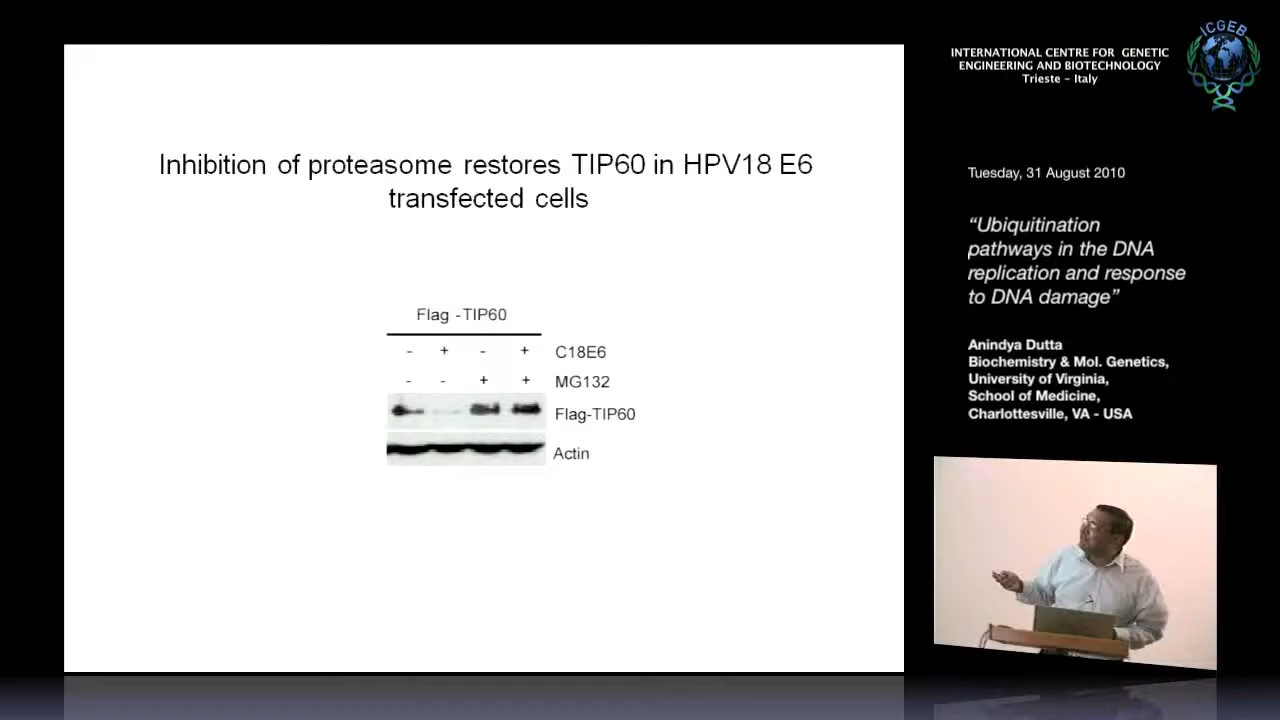 Inhibition of proteasome restores TIP60 in HPV18 E6
transfected cells
Flag -TIP60
- + - + C18E6
- - + + MG132
Flag-TIP60
Actin
ICGEB
INTERNATIONAL CENTRE FOR GENETIC
ENGINEERING AND BIOTECHNOLOGY
Trieste - Italy
Tuesday, 31 August 2010
“Ubiquitination
pathways in the DNA
replication and response
to DNA damage”
Anindya Dutta
Biochemistry & Mol. Genetics,
University of Virginia,
School of Medicine,
Charlottesville, VA - USA